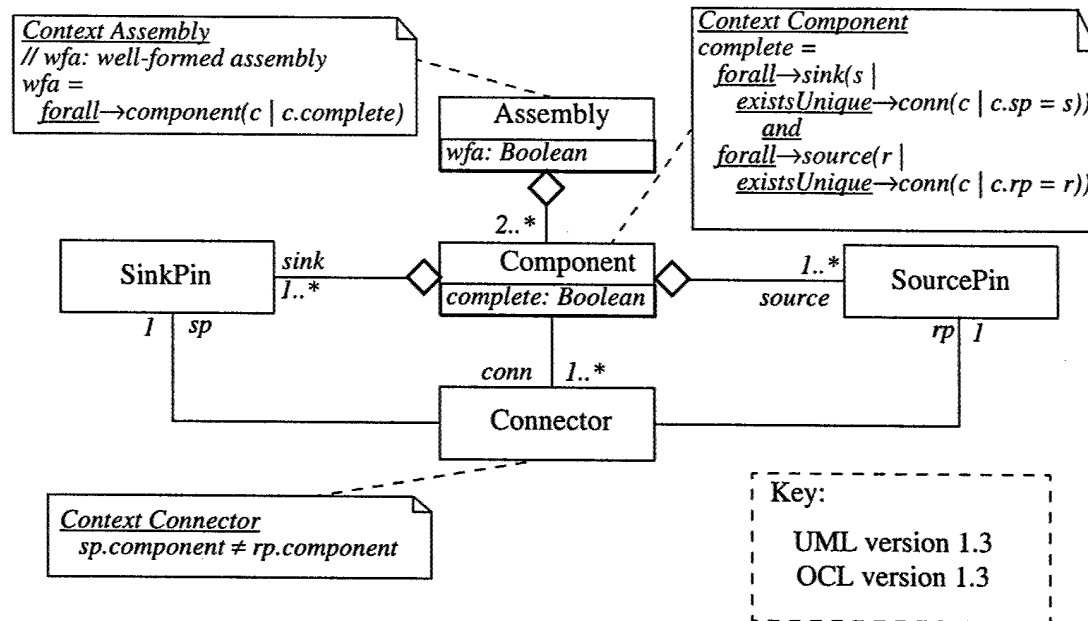 Context Assembly
// wfa: well-formed assembly
wfa =
forall→component(c | c.complete)
Context Component
complete =
forall→sink(s |
existsUnique→conn(c | c.sp = s))
and
forall→source(r |
existsUnique→conn(c | c.rp = r))
Assembly
wfa: Boolean
2..*
SinkPin
sink
1..*
Component
complete: Boolean
1..*
source
SourcePin
1 sp
rp 1
conn 1..*
Connector
Context Connector
sp.component ≠ rp.component
Key:
UML version 1.3
OCL version 1.3